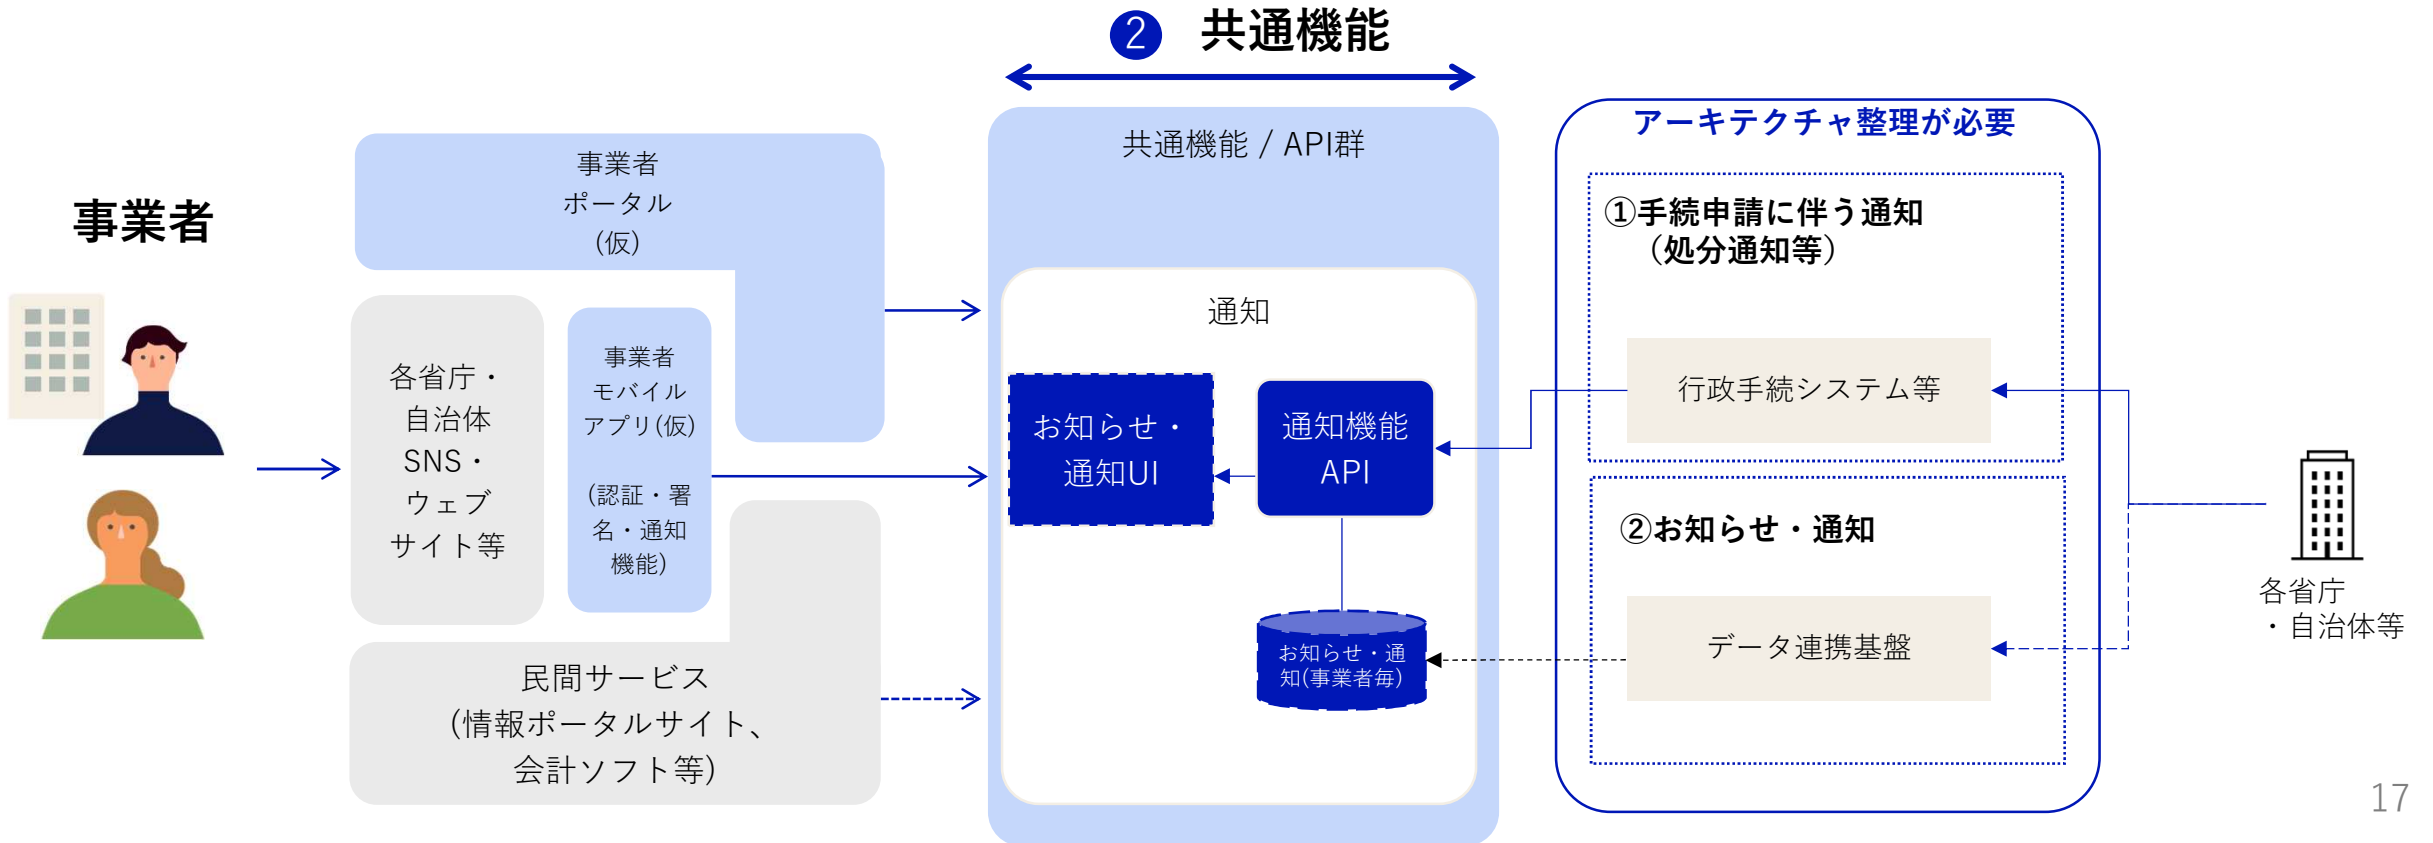 2 共通機能
事業者
事業者
ポータル
(仮)
各省庁・
自治体
SNS・
ウェブ
サイト等
事業者
モバイル
アプリ(仮)
(認証・署
名・通知
機能)
民間サービス
(情報ポータルサイト、
会計ソフト等)
共通機能 / API群
通知
お知らせ・
通知UI
通知機能
API
お知らせ・通
知(事業者毎)
アーキテクチャ整理が必要
①手続申請に伴う通知
(処分通知等)
行政手続システム等
②お知らせ・通知
データ連携基盤
各省庁
・自治体等
17